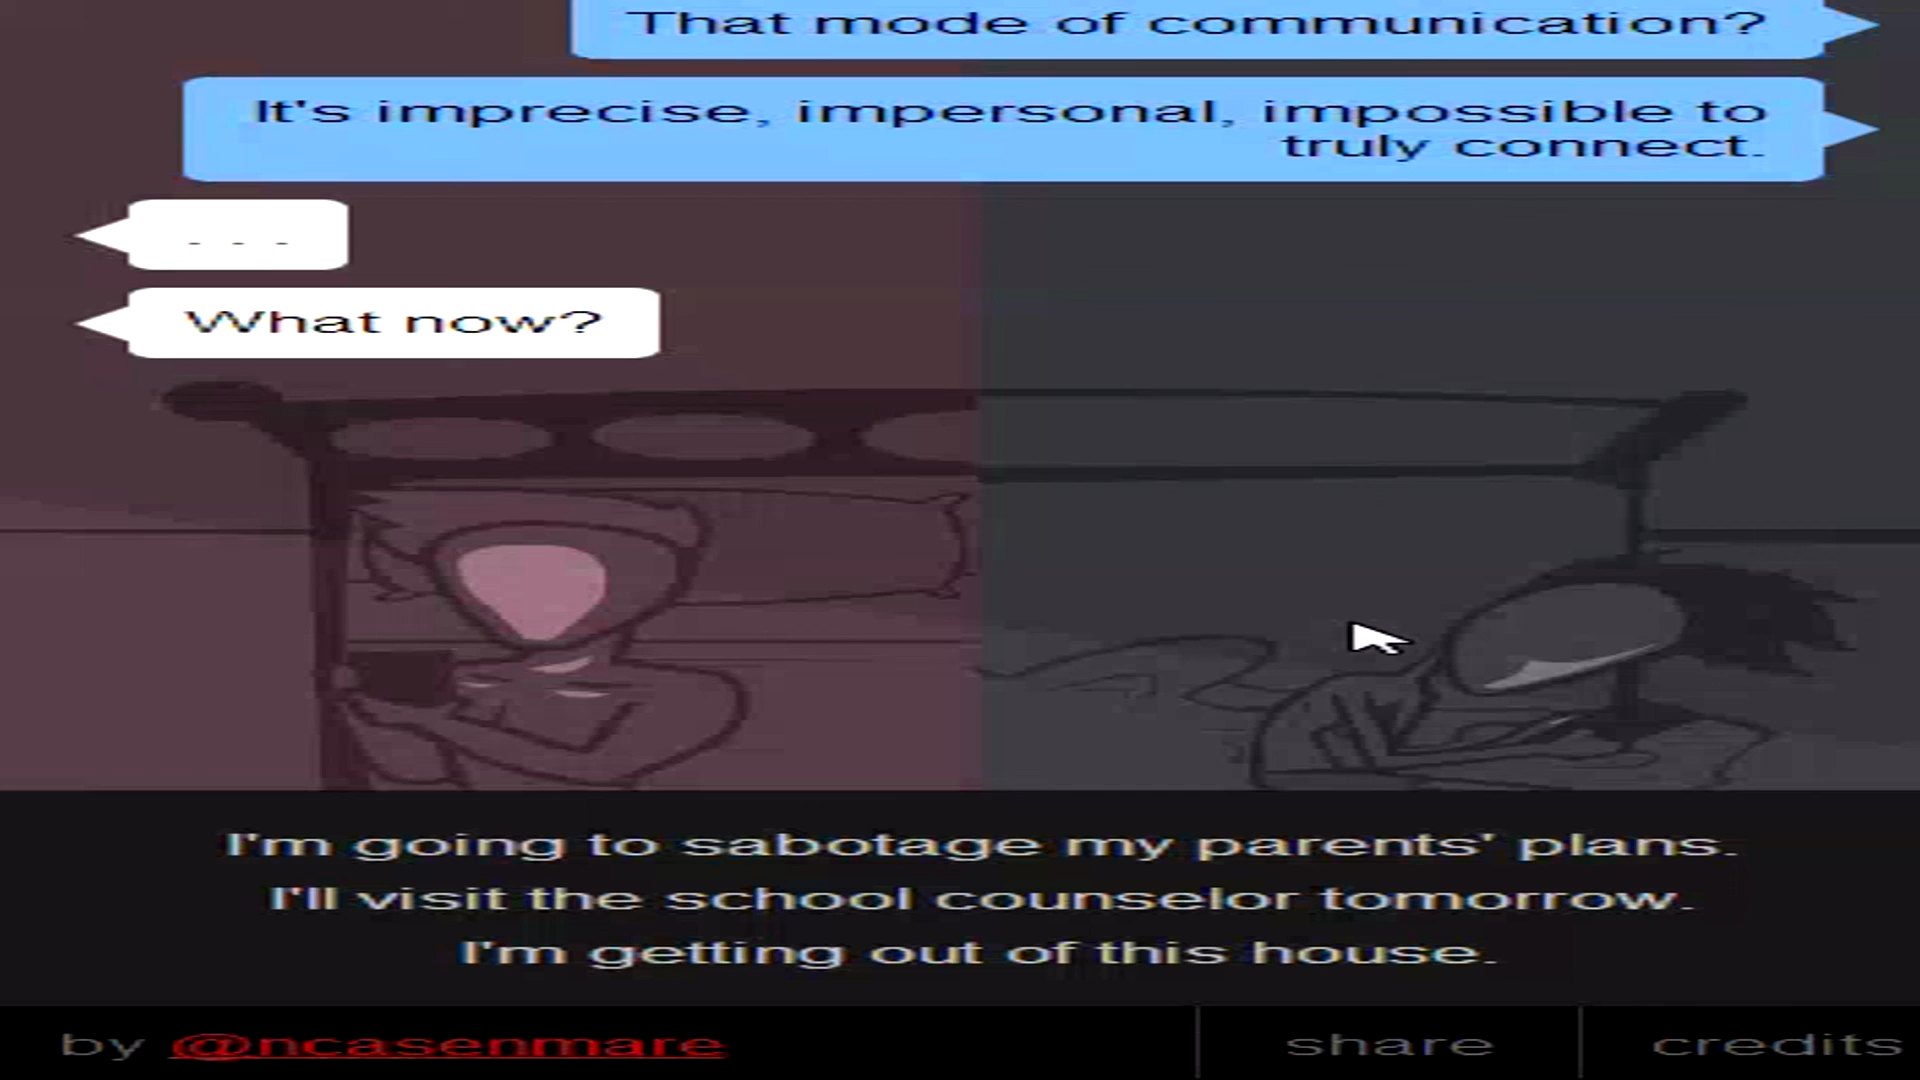 That mode of communication?
It's imprecise, impersonal, impossible to
truly connect.
. . .
What now?
I'm going to sabotage my parents' plans.
I'll visit the school counselor tomorrow.
I'm getting out of this house.
by @ncasenmare share credits